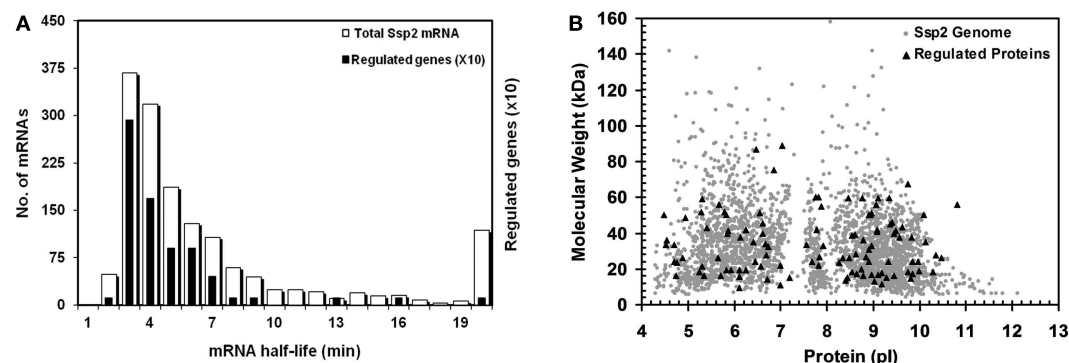 A
450
375
300
225
150
75
0
No. of mRNAs
Total Ssp2 mRNA
Regulated genes (X10)
Regulated genes (x10)
1 4 7 10 13 16 19
mRNA half-life (min)
B
160
140
120
100
80
60
40
20
0
Molecular Weight (kDa)
Ssp2 Genome
Regulated Proteins
4 5 6 7 8 9 10 11 12 13
Protein (pI)